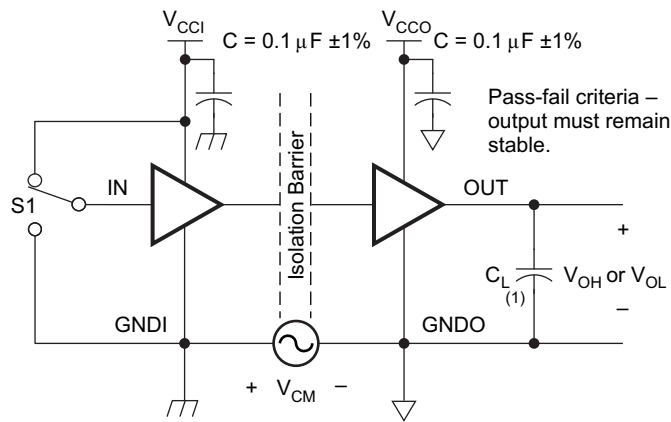 V_CCI
C = 0.1 μF ±1%
V_CCO
C = 0.1 μF ±1%
Pass-fail criteria –
output must remain
stable.
Isolation Barrier
IN
OUT
S1
+
C_L
(1)
V_OH or V_OL
–
GNDI
GNDO
+ V_CM –